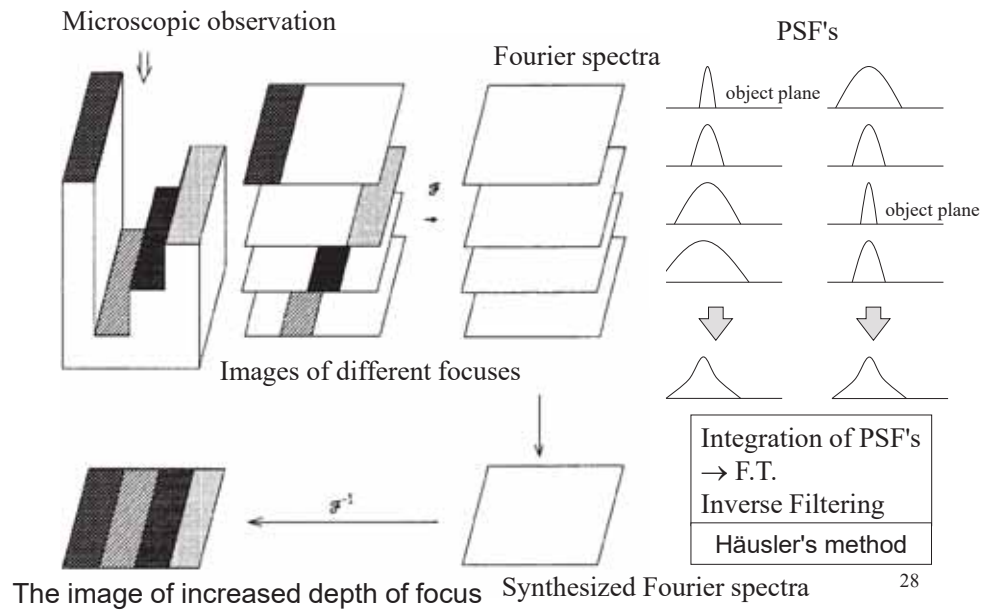 Microscopic observation
Fourier spectra
PSF's
object plane
object plane
Images of different focuses
Integration of PSF's
→ F.T.
Inverse Filtering
Häusler's method
The image of increased depth of focus
Synthesized Fourier spectra
28
ℱ
ℱ⁻¹